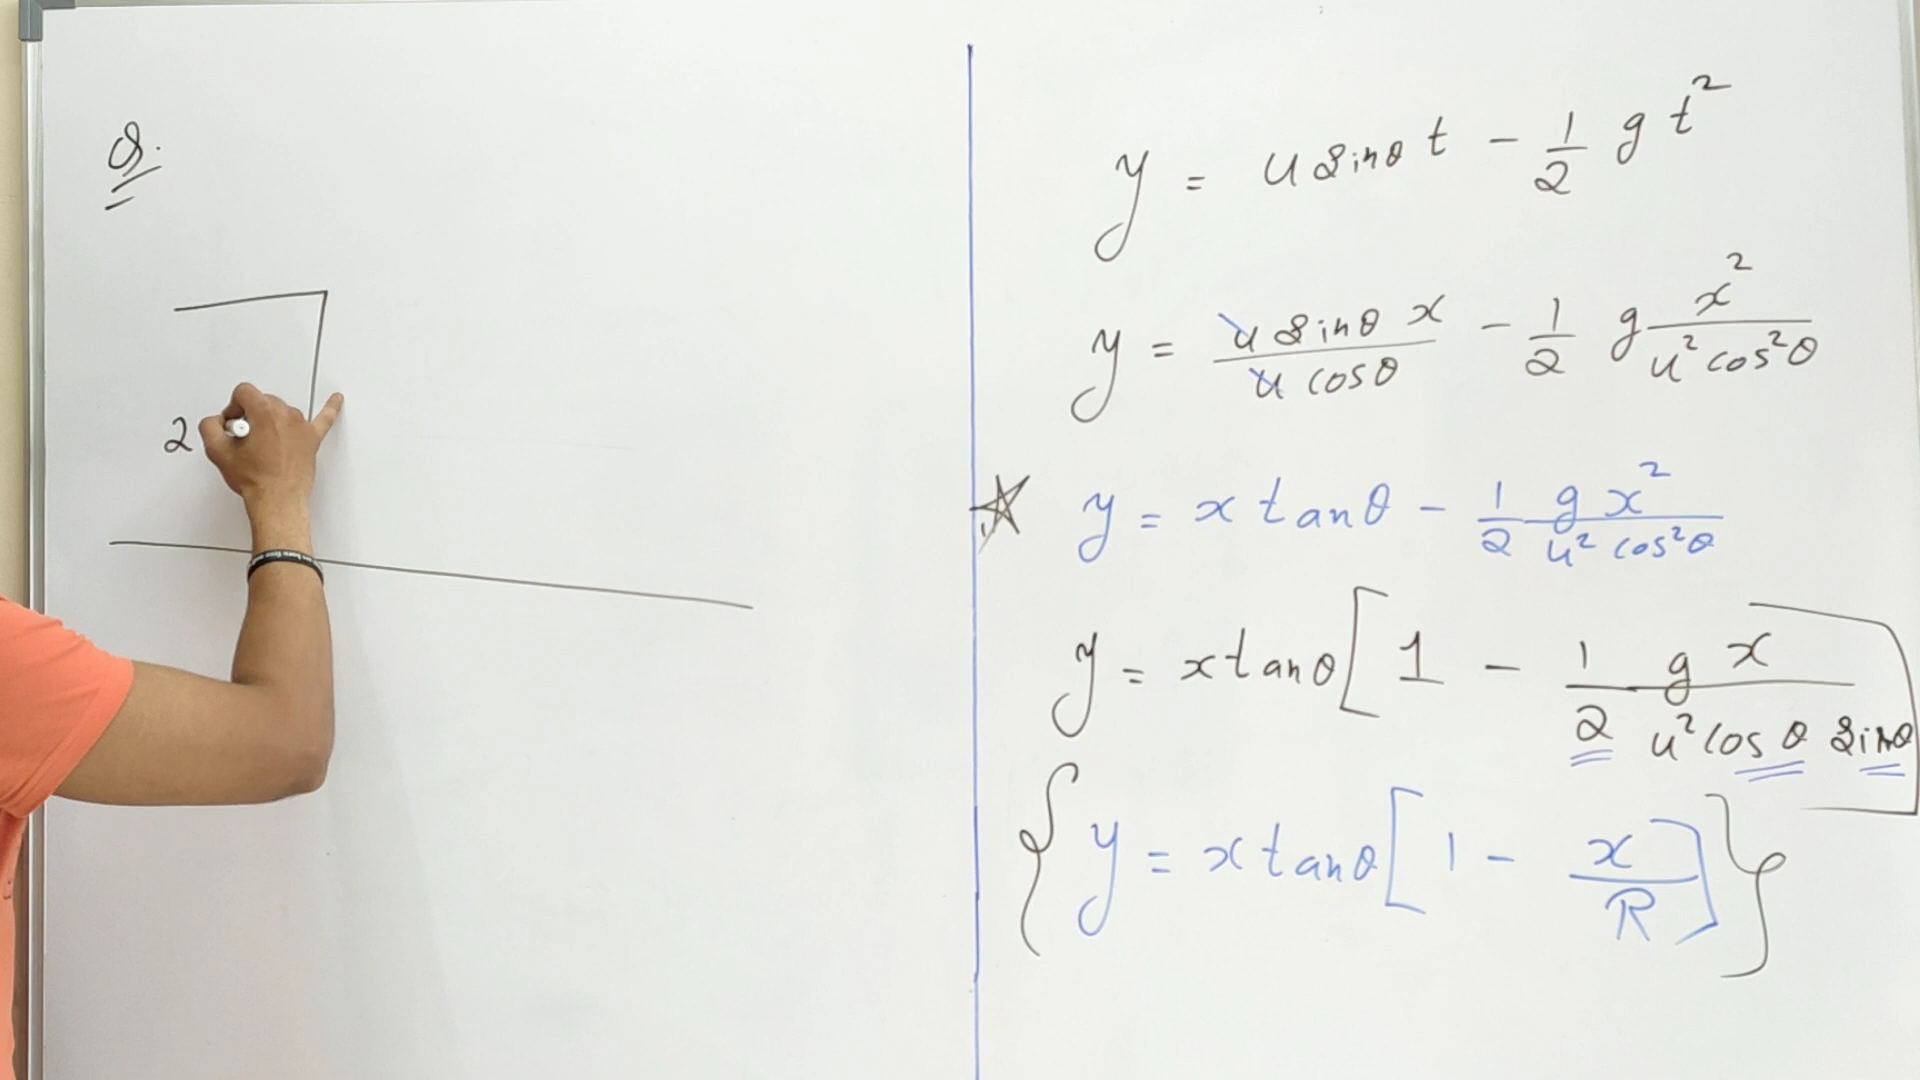 Q.
2
y = u sinθ t - 1/2 g t²
y = u sinθ x / u cosθ - 1/2 g x² / u² cos²θ
☆ y = x tanθ - 1/2 g x² / u² cos²θ
y = x tanθ [ 1 - 1/2 g x / u² cos θ sinθ ]
{ y = x tanθ [ 1 - x/R ] }